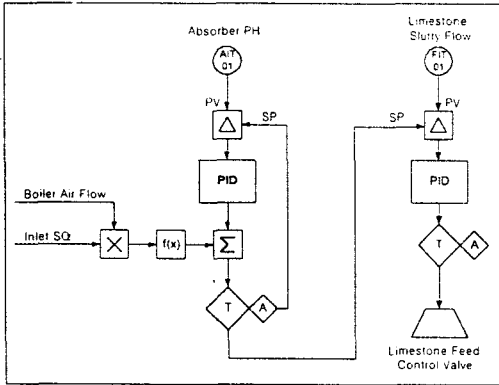 Absorber PH
Limestone
Slurry Flow
AIT
01
FIT
01
PV
SP
SP
PV
Δ
Δ
PID
PID
Boiler Air Flow
Inlet SO₂
X
f(x)
Σ
T
A
T
A
Limestone Feed
Control Valve